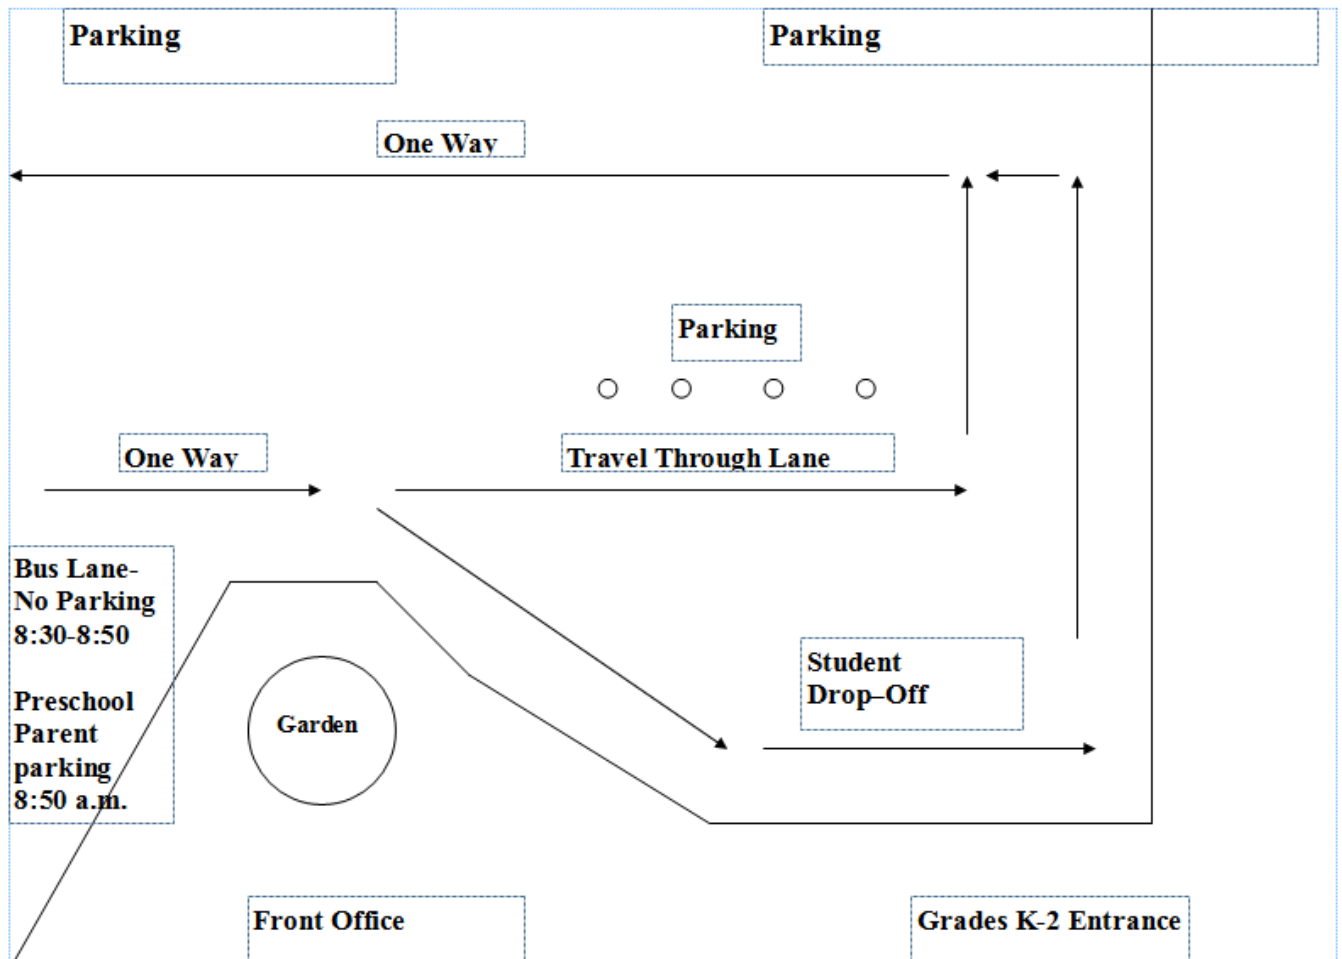 Parking
Parking
One Way
Parking
One Way
Travel Through Lane
Bus Lane-
No Parking
8:30-8:50
Preschool
Parent
parking
8:50 a.m.
Student
Drop–Off
Garden
Front Office
Grades K-2 Entrance